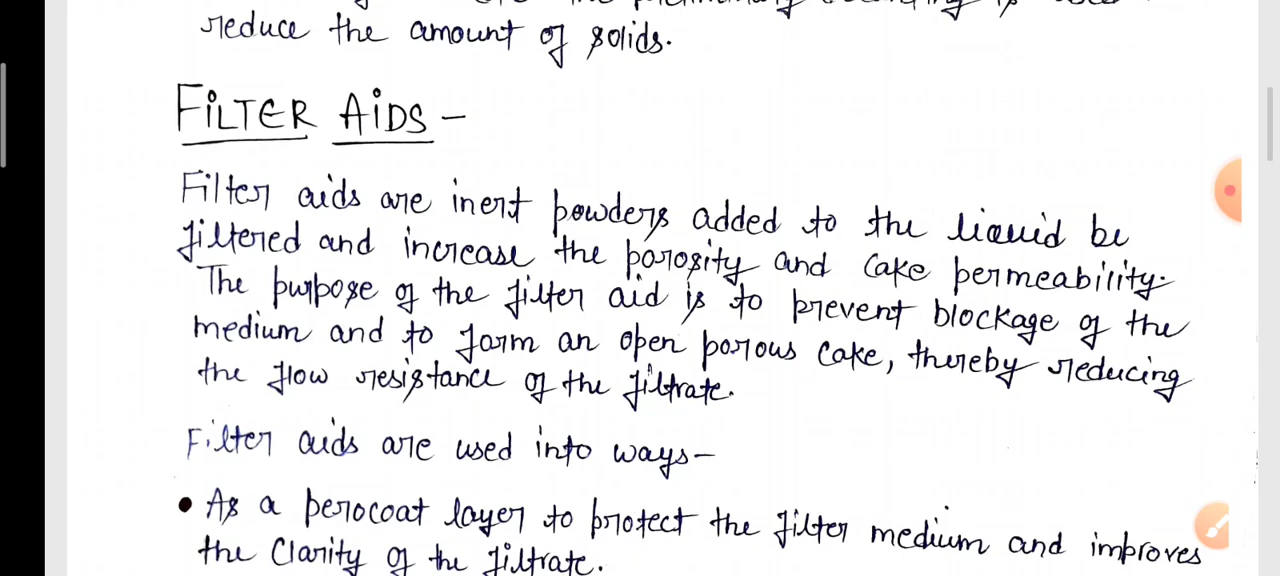 reduce the amount of solids.
FILTER AIDS -
Filter aids are inert powders added to the liquid be
filtered and increase the porosity and cake permeability.
The purpose of the filter aid is to prevent blockage of the
medium and to form an open porous cake, thereby reducing
the flow resistance of the filtrate.
Filter aids are used into ways-
• As a perocoat layer to protect the filter medium and improves
the clarity of the filtrate.